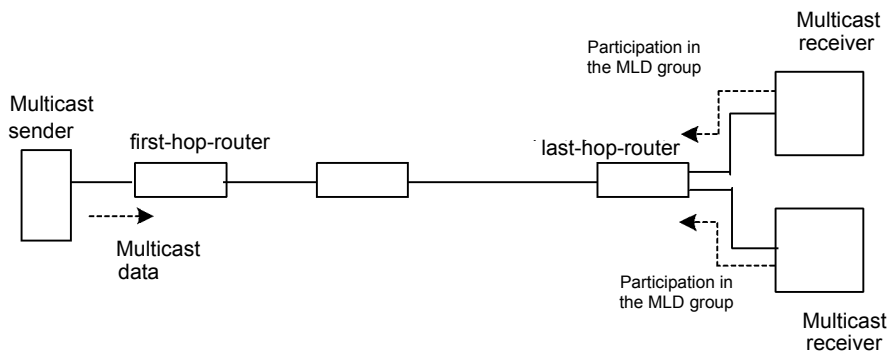 Multicast
sender
first-hop-router
Multicast
data
last-hop-router
Participation in
the MLD group
Multicast
receiver
Participation in
the MLD group
Multicast
receiver